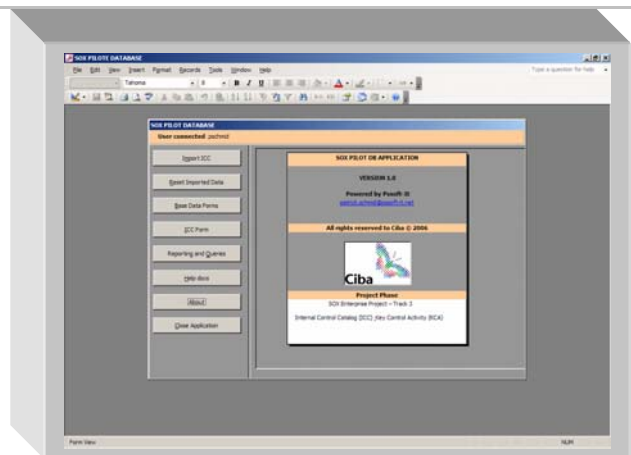 SOX PILOTE DATABASE
File Edit View Insert Format Records Tools Window Help
Type a question for help
Tahoma 8 B I U
SOX PILOT DATABASE
User connected :pschmid
Import ICC
Reset Imported Data
Base Data Forms
ICC Form
Reporting and Queries
Help docs
About
Close Application
SOX PILOT DB APPLICATION
VERSION 1.0
All rights reserved to Ciba © 2006
Ciba
Project Phase
SOX Enterprise Project - Track 3
Internal Control Catalog (ICC) ;Key Control Activity (KCA)
Form View
NUM